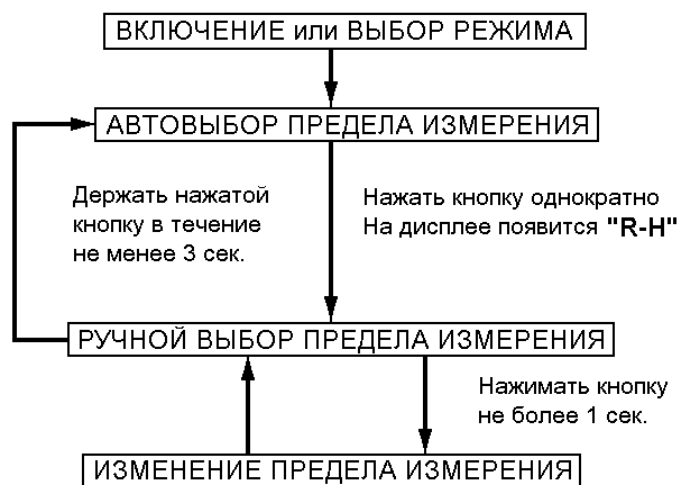 ВКЛЮЧЕНИЕ или ВЫБОР РЕЖИМА
АВТОВЫБОР ПРЕДЕЛА ИЗМЕРЕНИЯ
Держать нажатой
кнопку в течение
не менее 3 сек.
Нажать кнопку однократно
На дисплее появится "R-H"
РУЧНОЙ ВЫБОР ПРЕДЕЛА ИЗМЕРЕНИЯ
Нажимать кнопку
не более 1 сек.
ИЗМЕНЕНИЕ ПРЕДЕЛА ИЗМЕРЕНИЯ